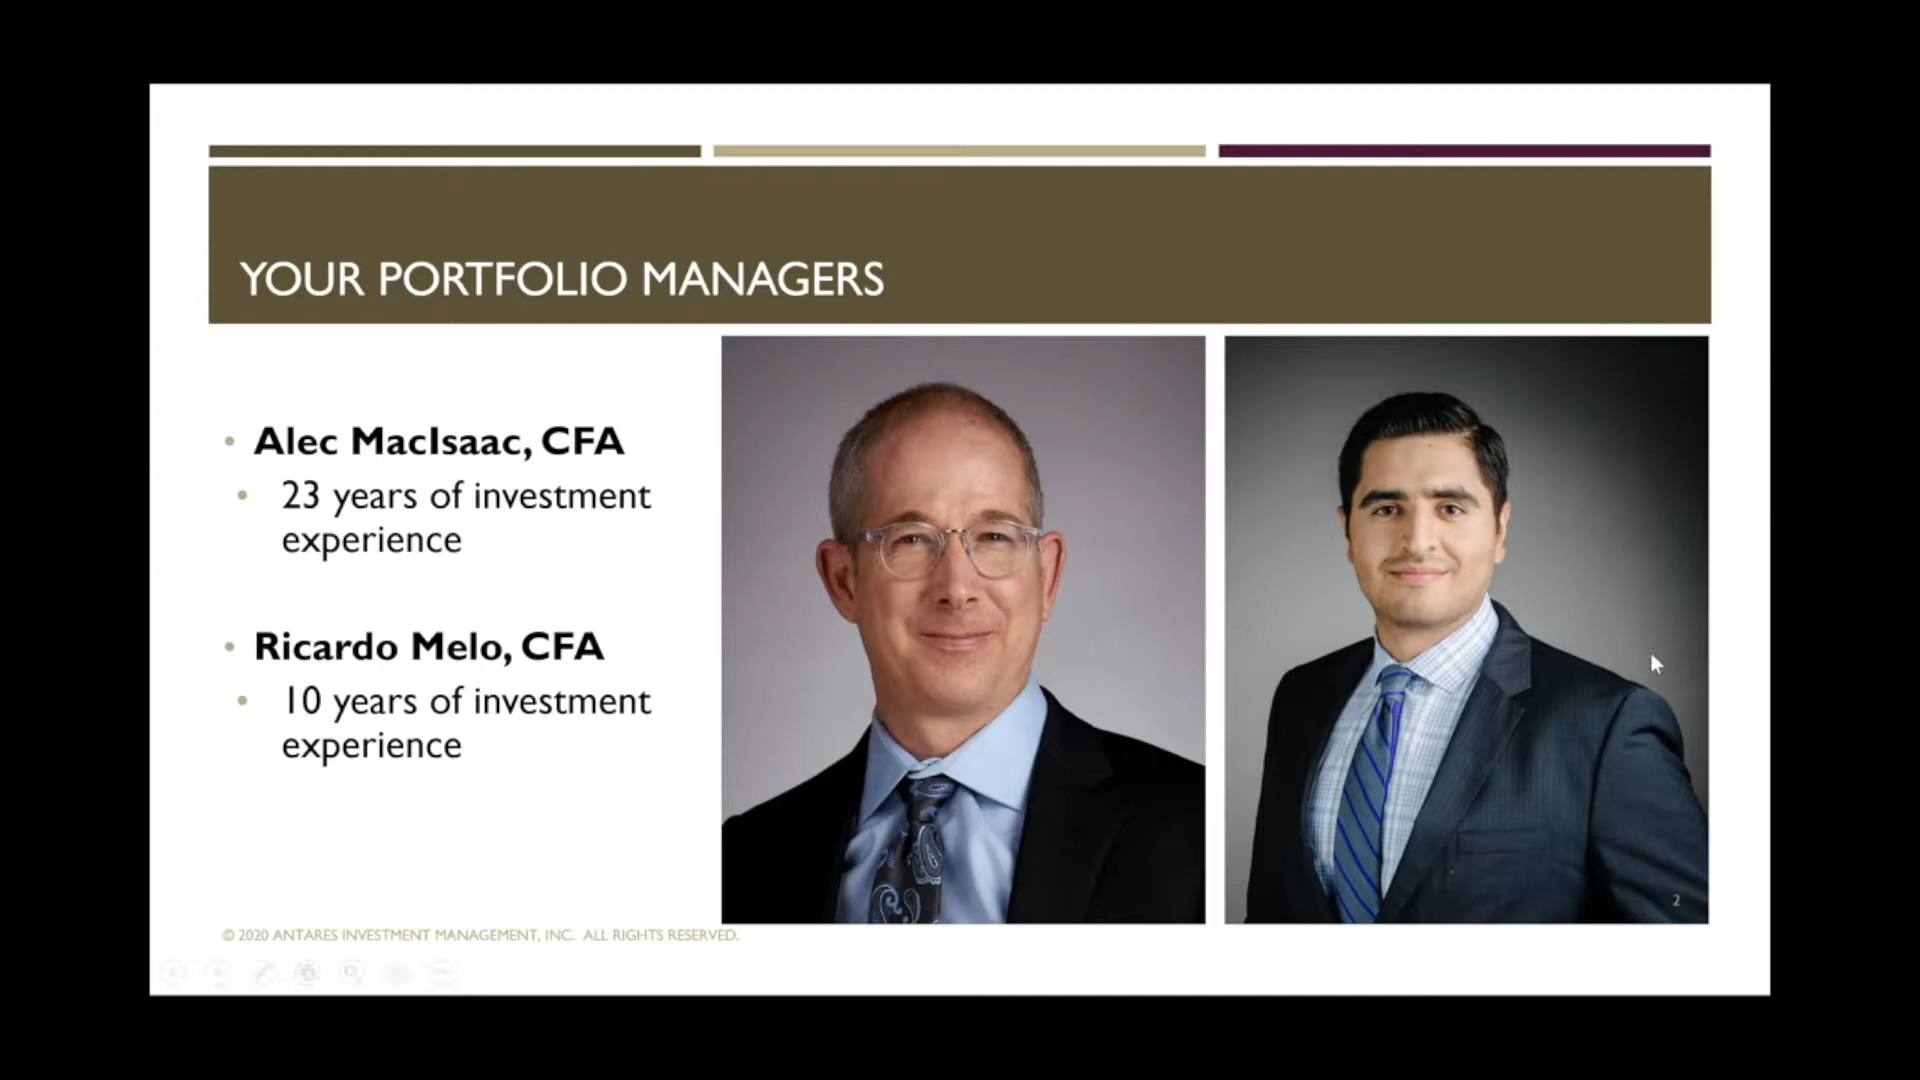 YOUR PORTFOLIO MANAGERS
Alec MacIsaac, CFA
23 years of investment
experience
Ricardo Melo, CFA
10 years of investment
experience
2
© 2020 ANTARES INVESTMENT MANAGEMENT, INC. ALL RIGHTS RESERVED.